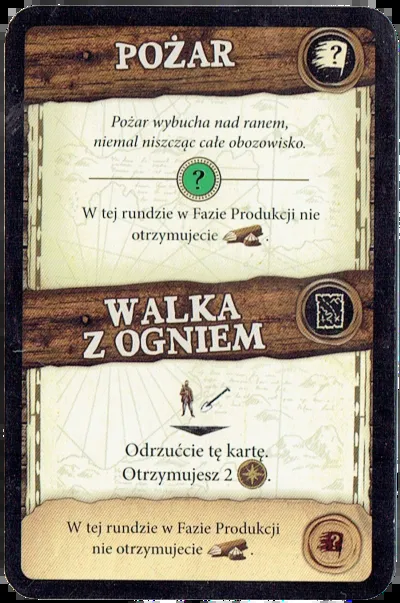 POŻAR
?
Pożar wybucha nad ranem,
niemal niszcząc całe obozowisko.
?
W tej rundzie w Fazie Produkcji nie
otrzymujecie .
WALKA
Z OGNIEM
Odrzućcie tę kartę.
Otrzymujesz 2 .
W tej rundzie w Fazie Produkcji
nie otrzymujecie .
?